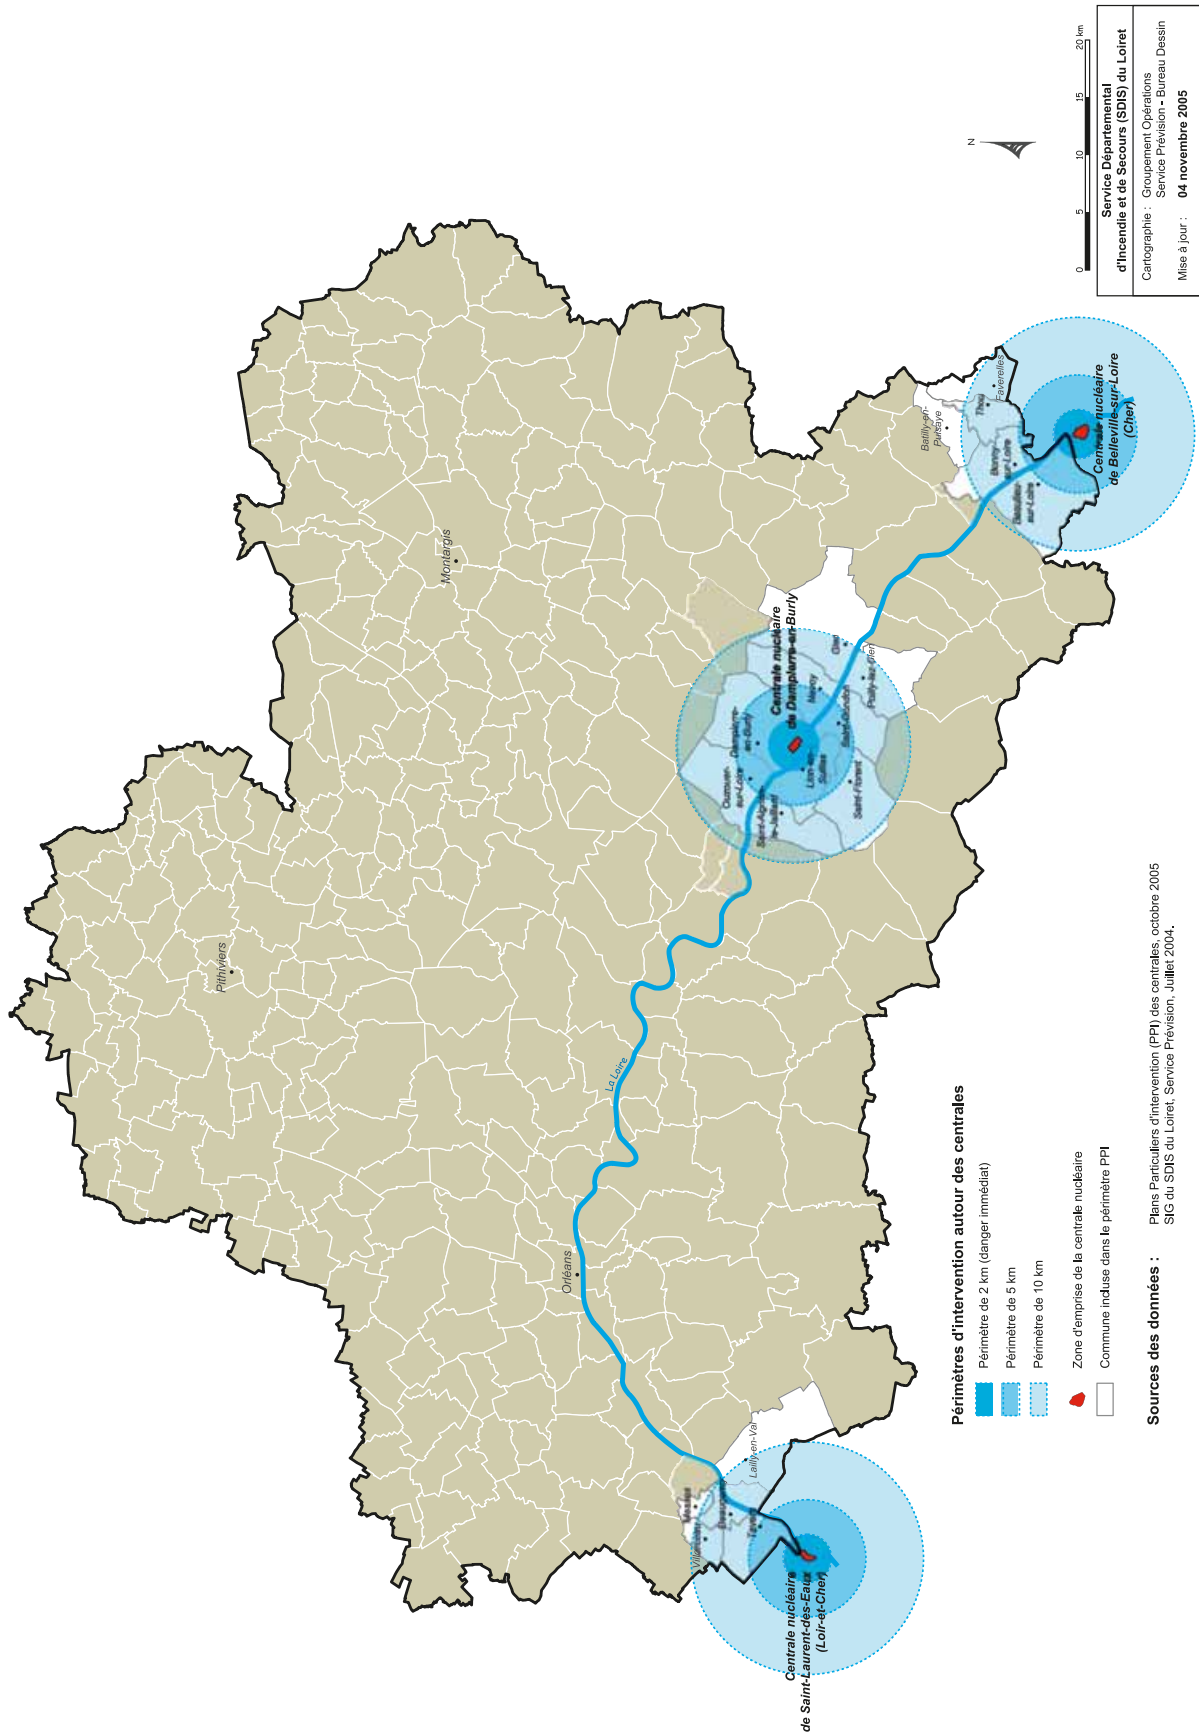 Pithiviers
Montargis
Orléans
La Loire
Centrale nucléaire
de Saint-Laurent-des-Eaux
(Loir-et-Cher)
Villorceau
Messas
Beaugency
Tavers
Lailly-en-Val
Centrale nucléaire
de Dampierre-en-Burly
Ouzouer-
sur-Loire
Dampierre-
en-Burly
Saint-Aignan-
le-Jaillard
Lion-en-
Sullias
Saint-Florent
Saint-Gondon
Nevoy
Gien
Poilly-lez-Gien
Centrale nucléaire
de Belleville-sur-Loire
(Cher)
Batilly-en-
Puisaye
Thou
Faverelles
Bonny-
sur-Loire
Beaulieu-
sur-Loire
Périmètres d'intervention autour des centrales
Périmètre de 2 km (danger immédiat)
Périmètre de 5 km
Périmètre de 10 km
Zone d'emprise de la centrale nucléaire
Commune incluse dans le périmètre PPI
Sources des données :
Plans Particuliers d'intervention (PPI) des centrales, octobre 2005
SIG du SDIS du Loiret, Service Prévision, Juillet 2004.
N
0 5 10 15 20 km
Service Départemental
d'Incendie et de Secours (SDIS) du Loiret
Cartographie : Groupement Opérations
Service Prévision - Bureau Dessin
Mise à jour : 04 novembre 2005